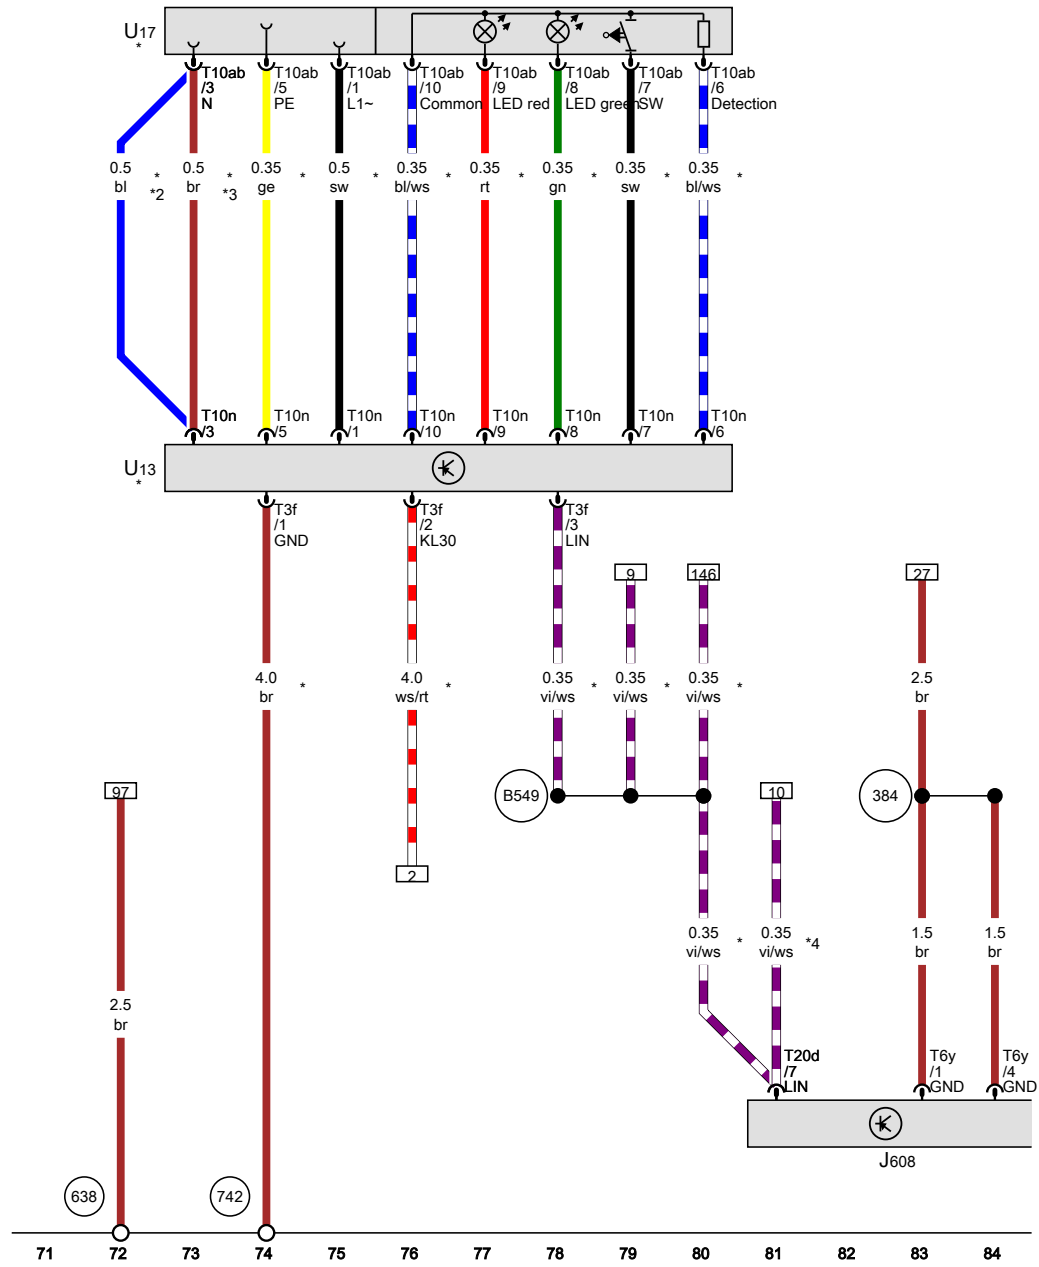 U17
*
T10ab T10ab T10ab T10ab T10ab T10ab T10ab T10ab
/3 /5 /1 /10 /9 /8 /7 /6
N PE L1~ Common LED red LED green SW Detection
0.5 0.5 0.35 0.5 0.35 0.35 0.35 0.35 0.35
* * * * * * * * *
bl br ge sw bl/ws rt gn sw bl/ws
*2 *3
T10n T10n T10n T10n T10n T10n T10n T10n
/3 /5 /1 /10 /9 /8 /7 /6
U13
*
T3f T3f T3f
/1 /2 /3
GND KL30 LIN
9 146 27
4.0 4.0 0.35 0.35 0.35 2.5
* * * * *
br ws/rt vi/ws vi/ws vi/ws br
97 10
B549 384
2
0.35 0.35 1.5 1.5
* *4
vi/ws vi/ws br br
2.5
br
T20d T6y T6y
/7 /1 /4
LIN GND GND
J608
638 742
71 72 73 74 75 76 77 78 79 80 81 82 83 84